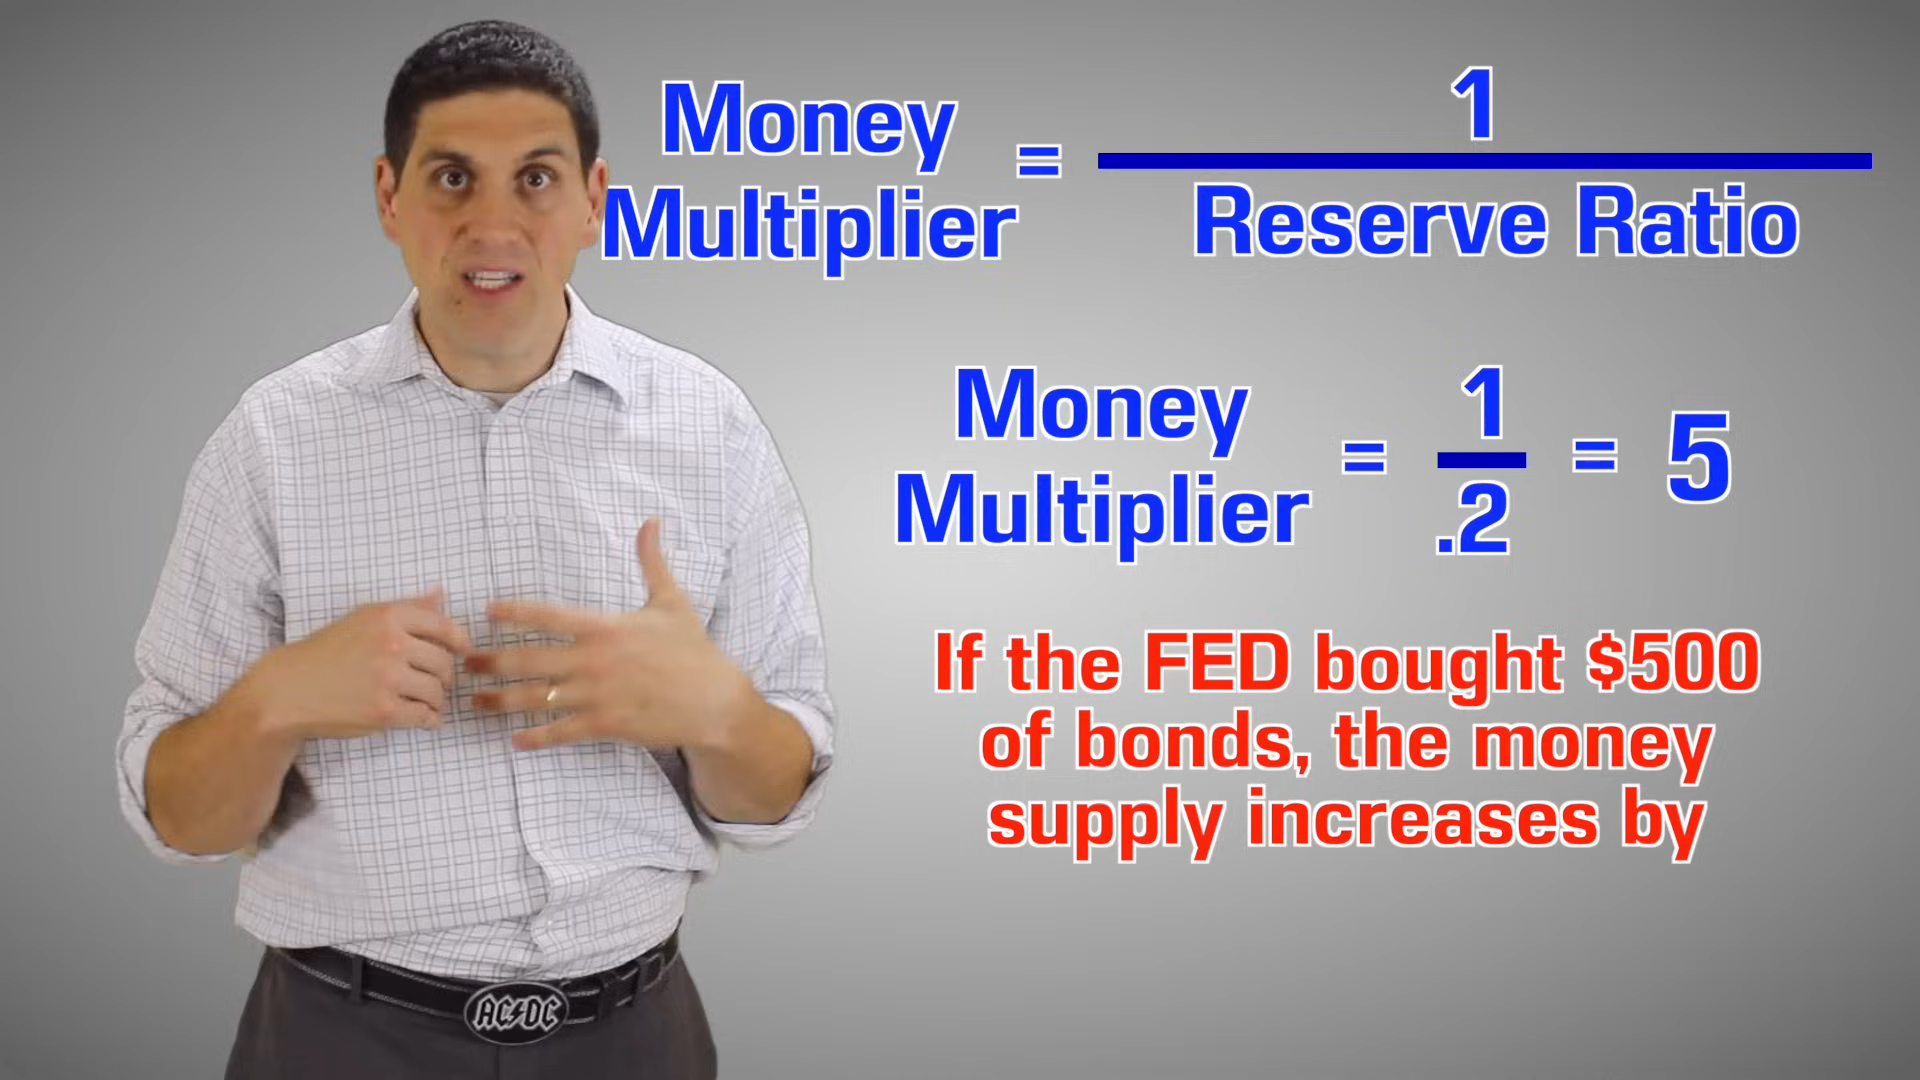 Money
Multiplier
=
1
Reserve Ratio
Money
Multiplier
=
1
.2
= 5
If the FED bought $500
of bonds, the money
supply increases by
AC⚡DC